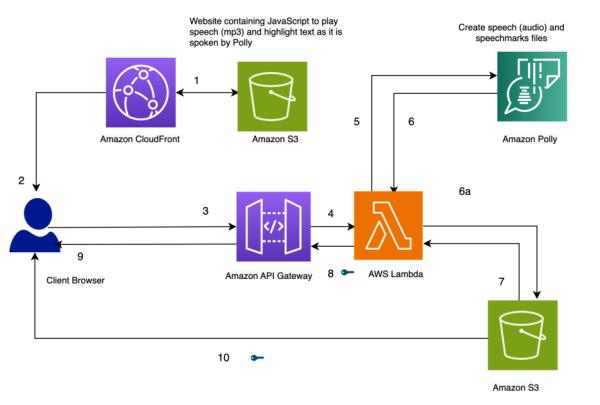 Website containing JavaScript to play
speech (mp3) and highlight text as it is
spoken by Polly
Create speech (audio) and
speechmarks files
1
Amazon CloudFront
Amazon S3
5
6
Amazon Polly
2
3
4
6a
</>
Client Browser
9
Amazon API Gateway
8
AWS Lambda
7
10
Amazon S3